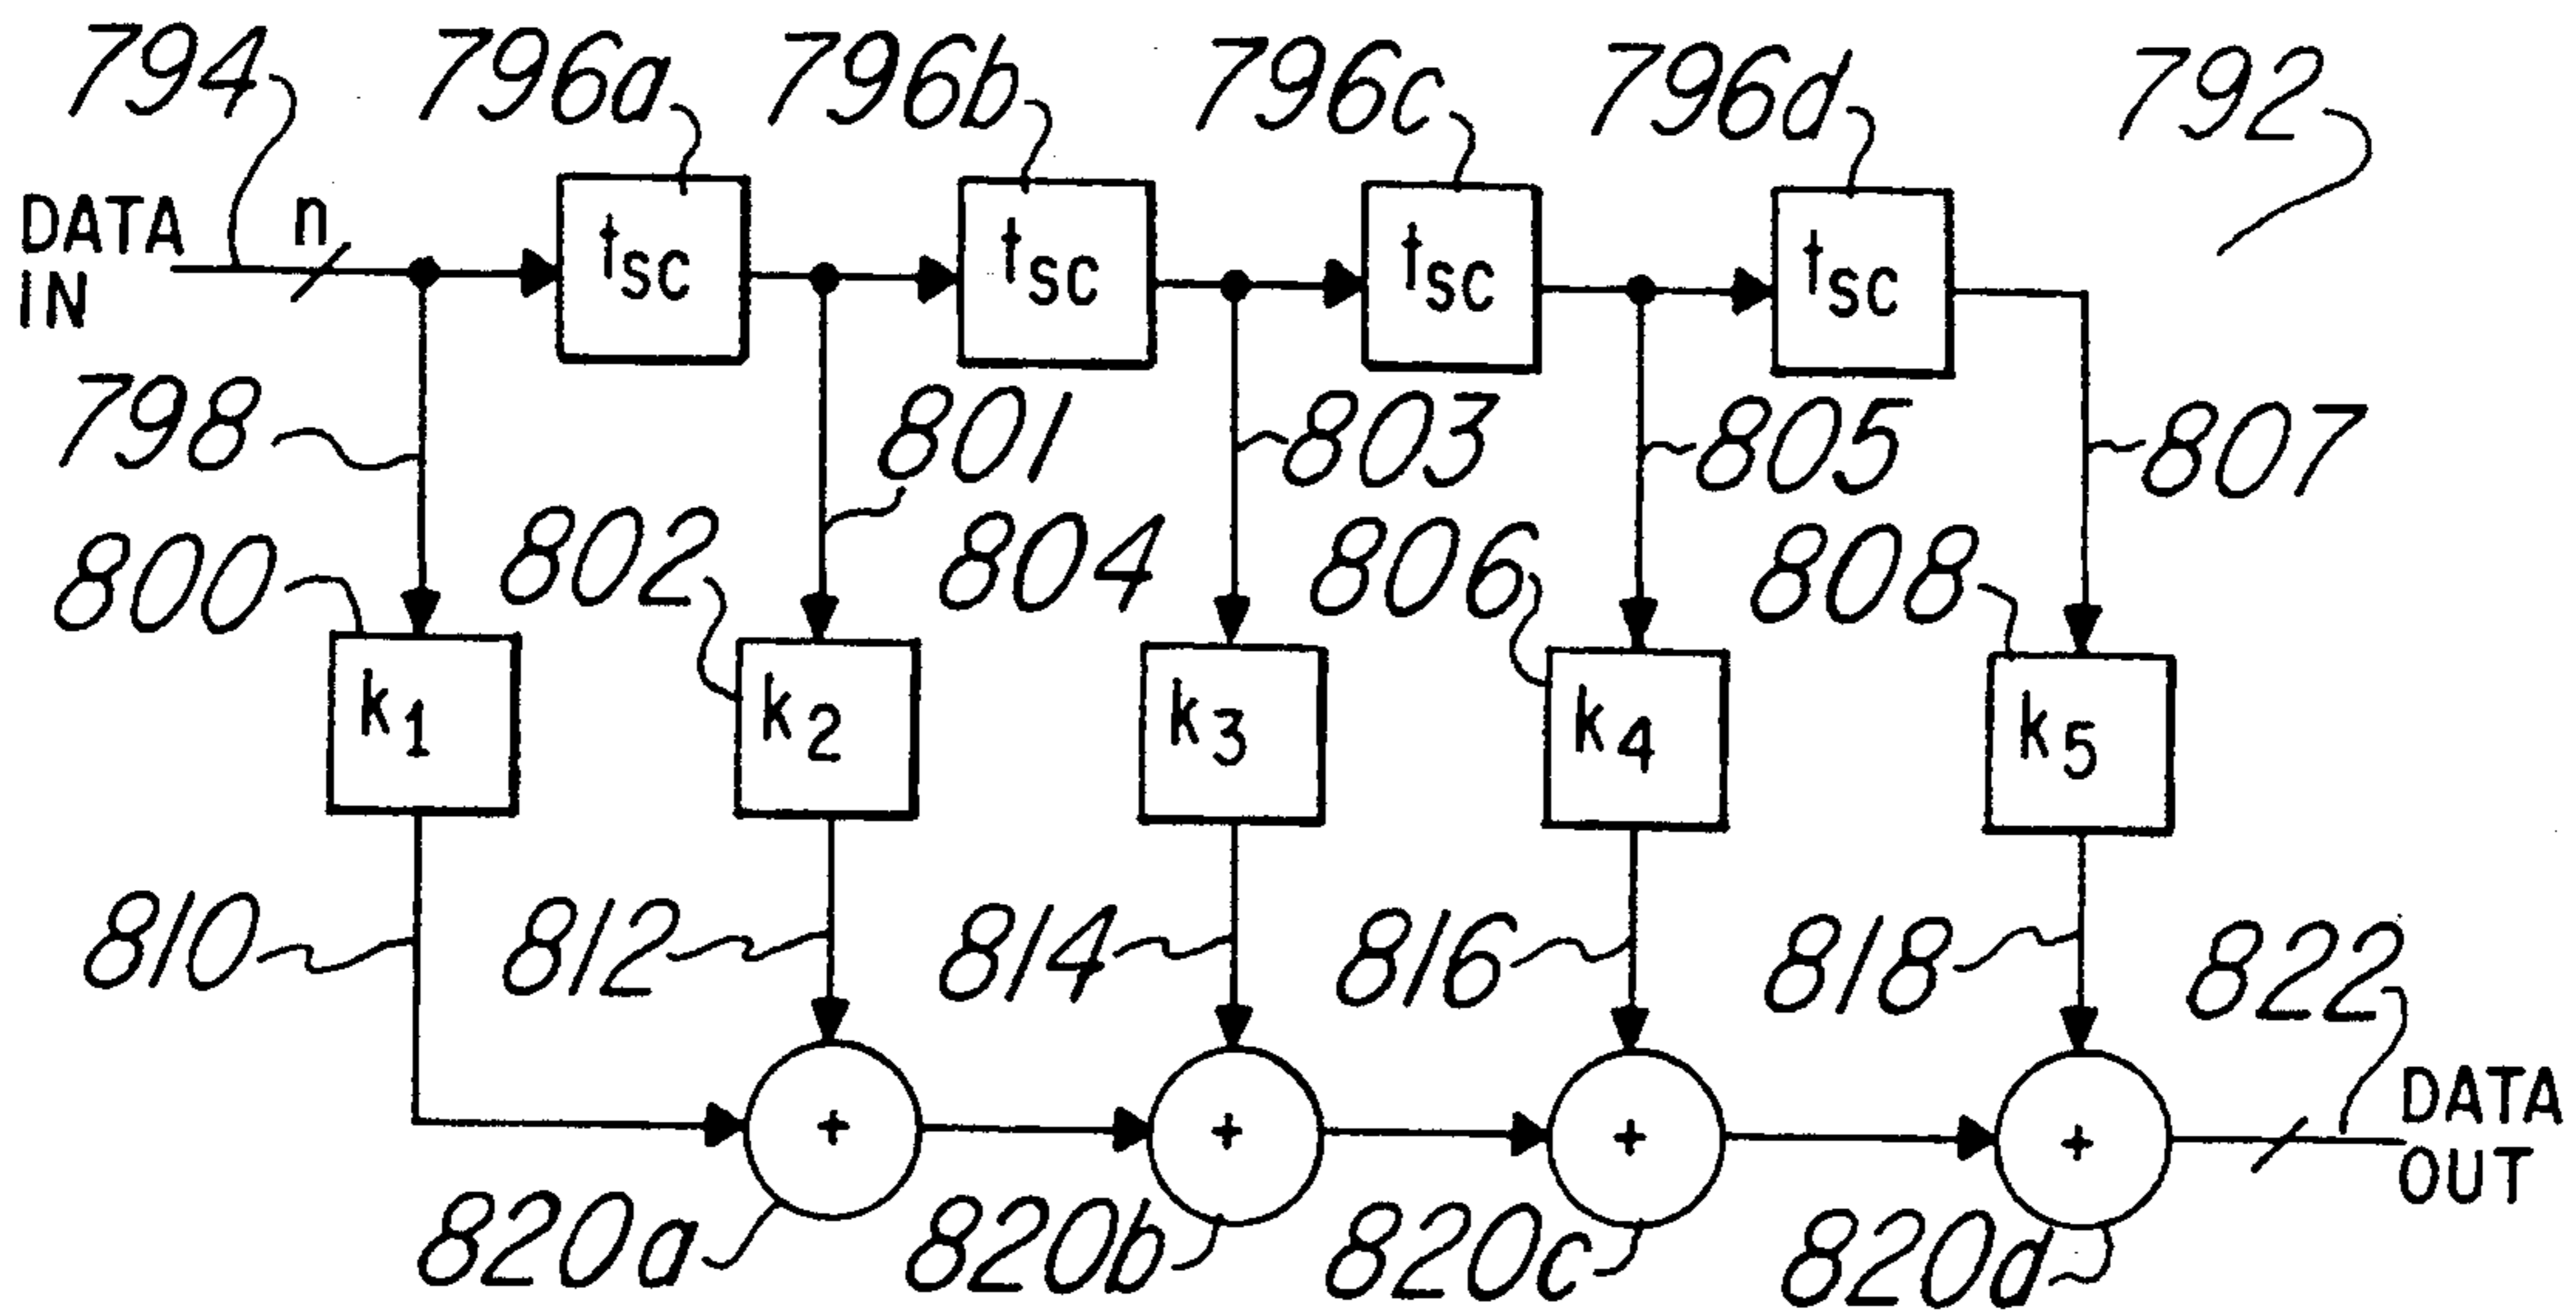 794 796a 796b 796c 796d 792
DATA IN
n
tSC tSC tSC tSC
798 801 803 805 807
800 802 804 806 808
k1 k2 k3 k4 k5
810 812 814 816 818 822
+ + + +
DATA OUT
820a 820b 820c 820d